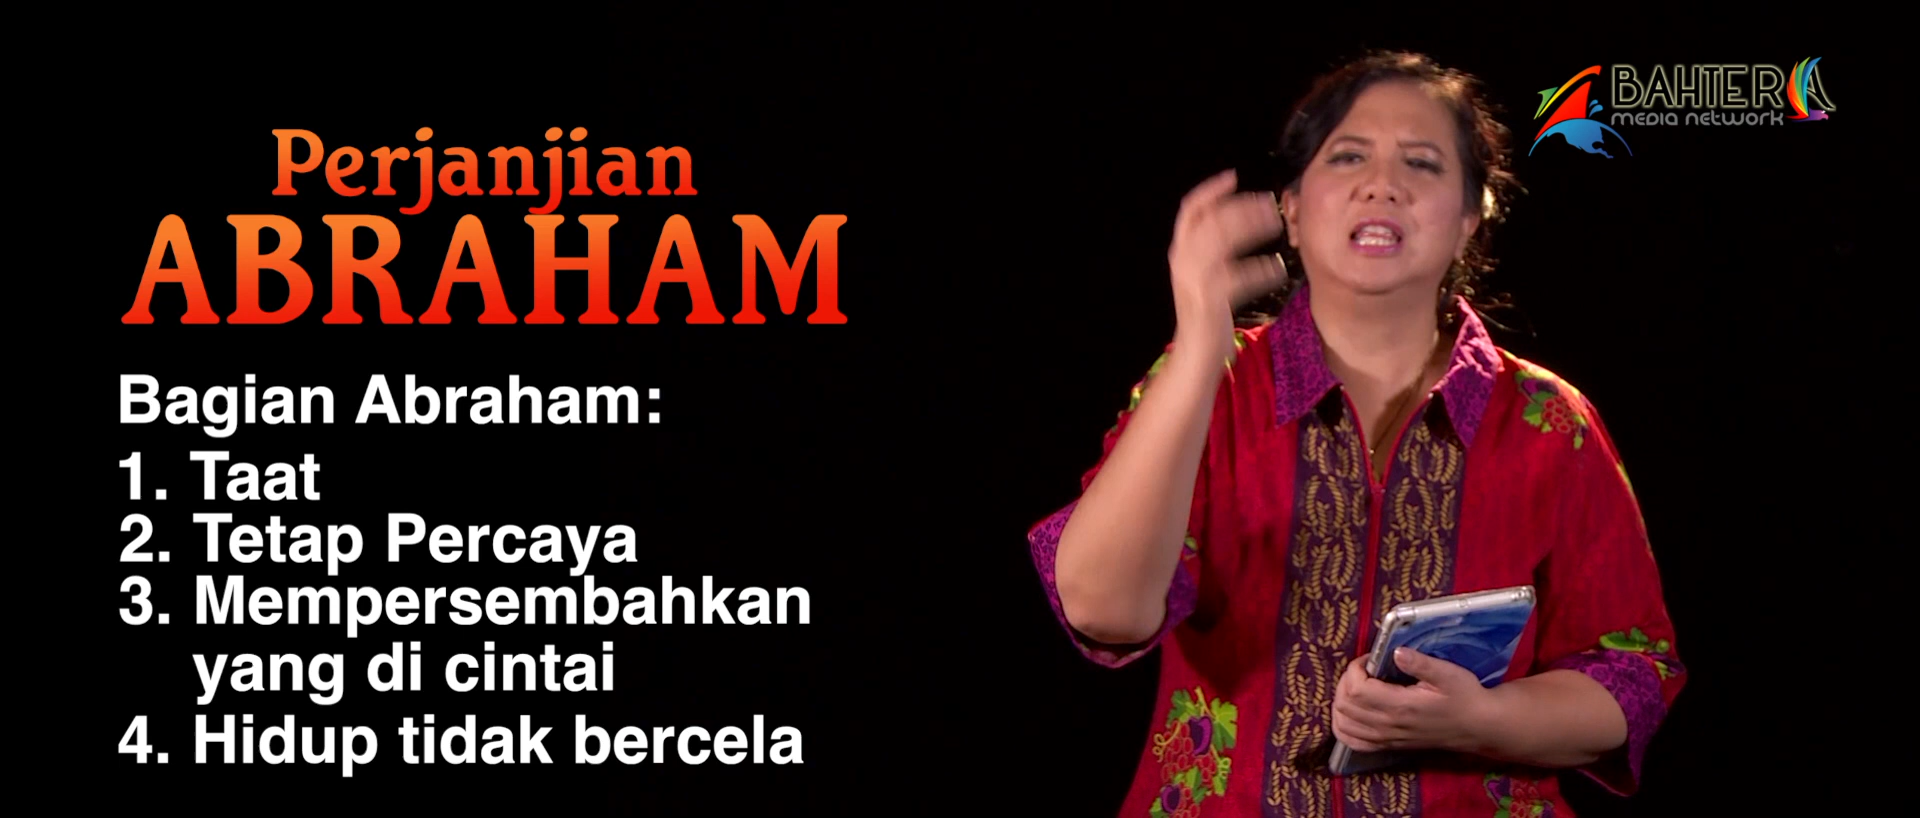 Perjanjian
ABRAHAM
Bagian Abraham:
1. Taat
2. Tetap Percaya
3. Mempersembahkan
yang di cintai
4. Hidup tidak bercela
BAHTERA
MEDIA NETWORK